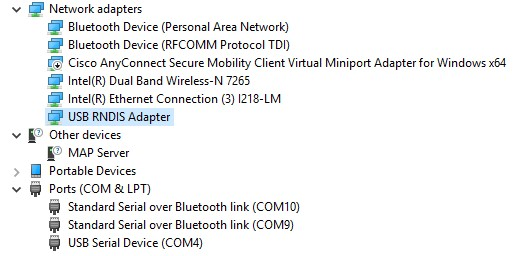 Network adapters
Bluetooth Device (Personal Area Network)
Bluetooth Device (RFCOMM Protocol TDI)
Cisco AnyConnect Secure Mobility Client Virtual Miniport Adapter for Windows x64
Intel(R) Dual Band Wireless-N 7265
Intel(R) Ethernet Connection (3) I218-LM
USB RNDIS Adapter
Other devices
MAP Server
Portable Devices
Ports (COM & LPT)
Standard Serial over Bluetooth link (COM10)
Standard Serial over Bluetooth link (COM9)
USB Serial Device (COM4)